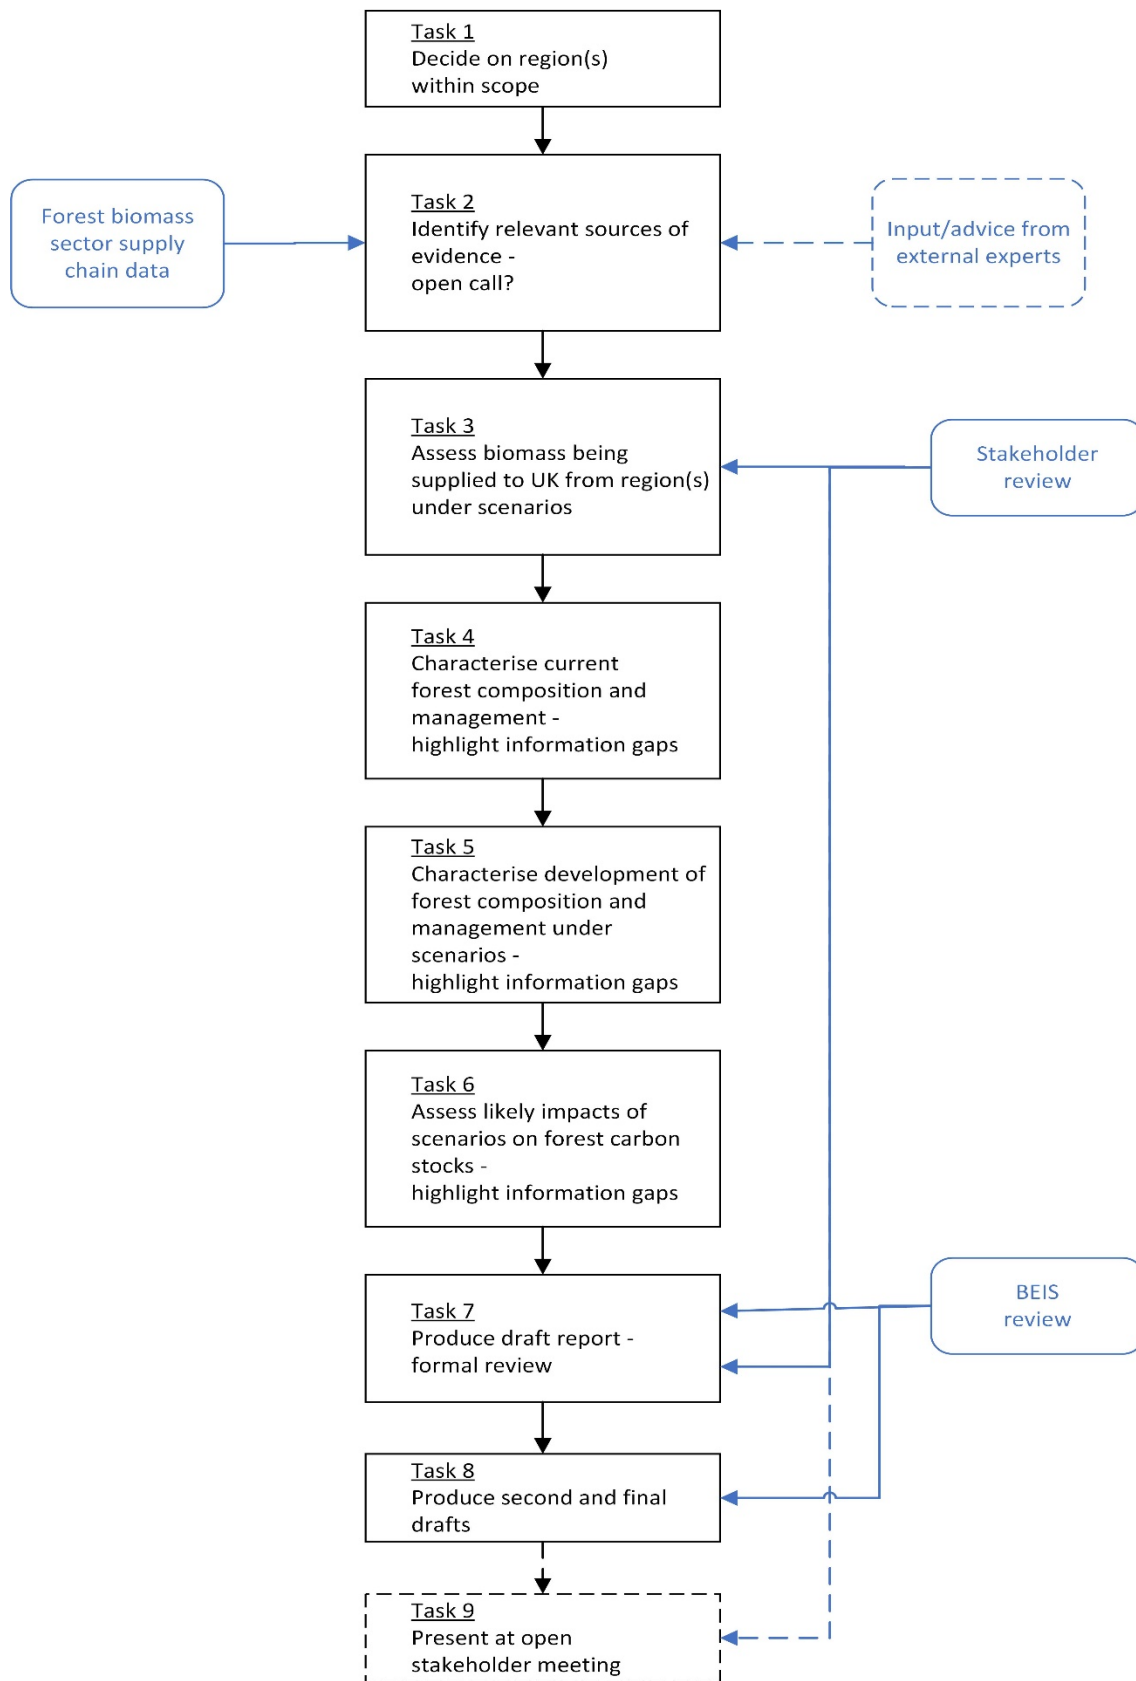 Task 1
Decide on region(s)
within scope
Forest biomass
sector supply
chain data
Task 2
Identify relevant sources of
evidence -
open call?
Input/advice from
external experts
Task 3
Assess biomass being
supplied to UK from region(s)
under scenarios
Stakeholder
review
Task 4
Characterise current
forest composition and
management -
highlight information gaps
Task 5
Characterise development of
forest composition and
management under
scenarios -
highlight information gaps
Task 6
Assess likely impacts of
scenarios on forest carbon
stocks -
highlight information gaps
Task 7
Produce draft report -
formal review
BEIS
review
Task 8
Produce second and final
drafts
Task 9
Present at open
stakeholder meeting